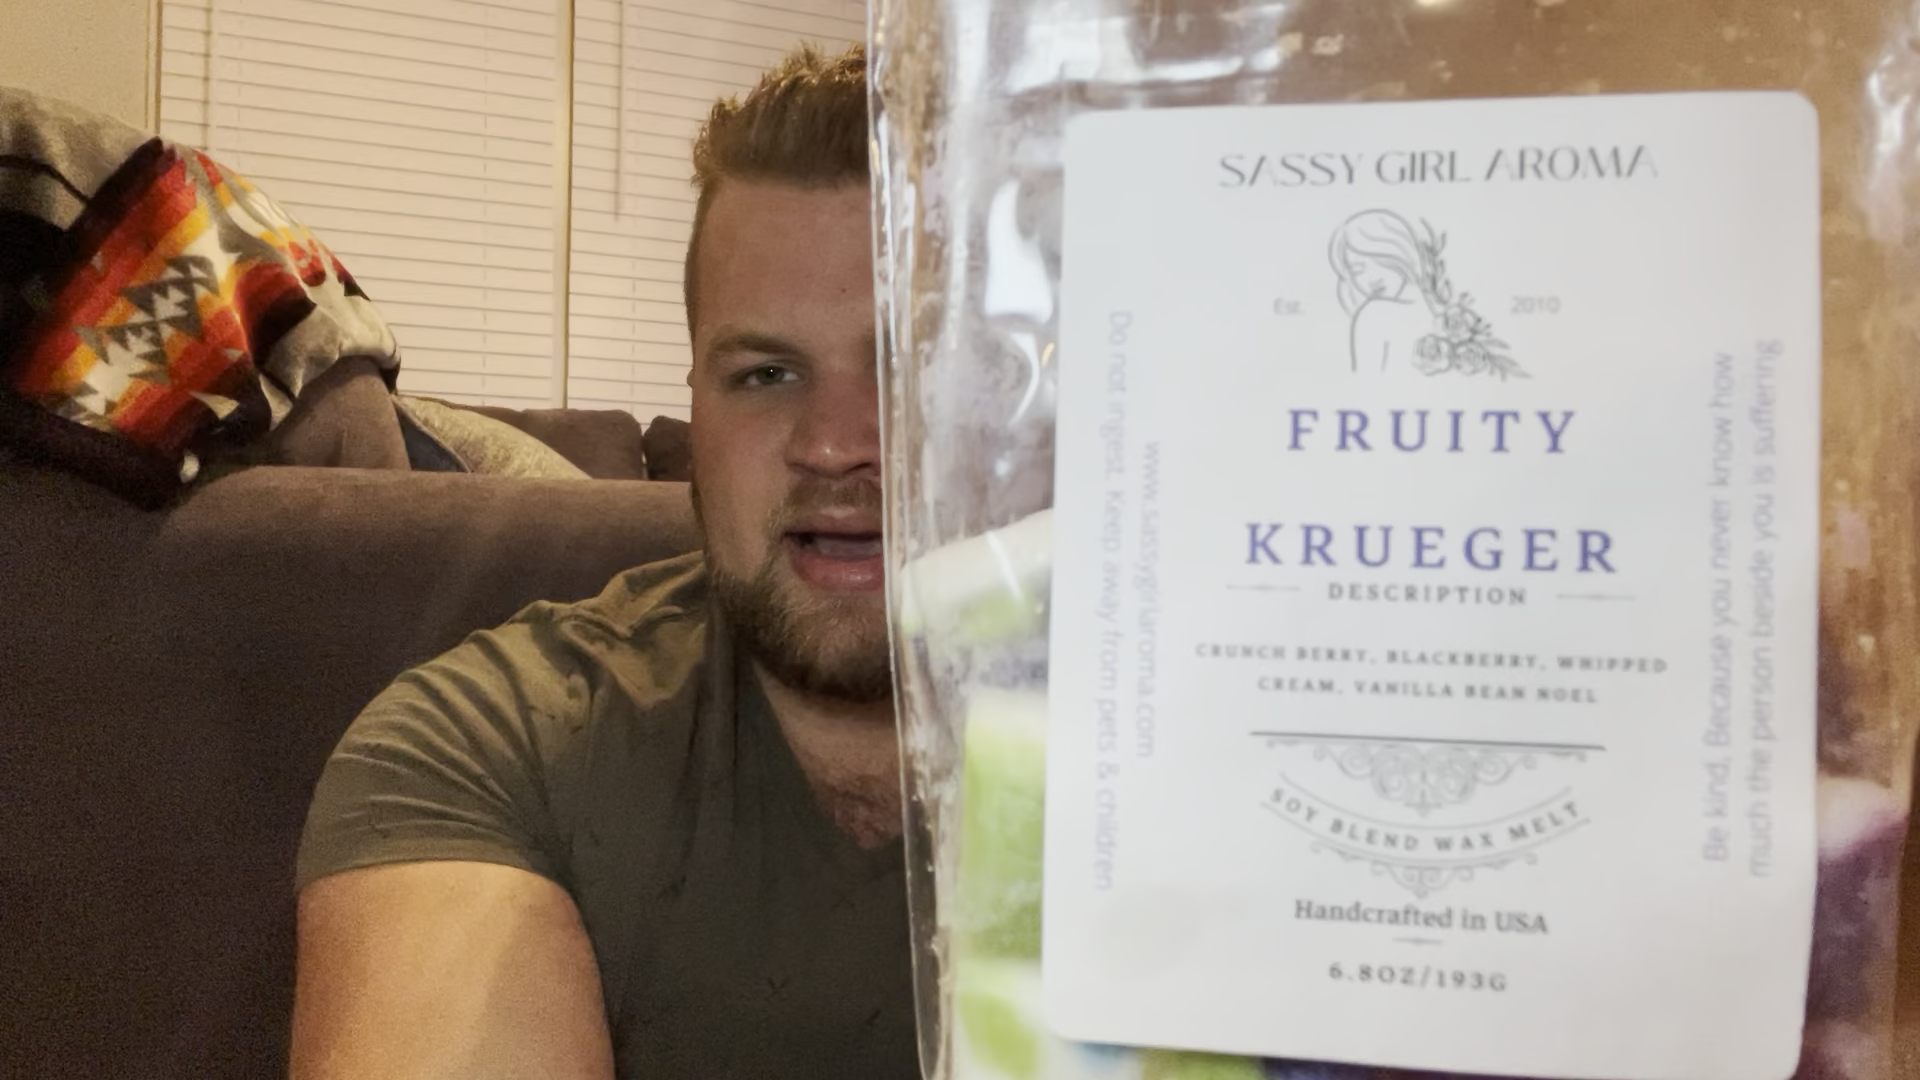 SASSY GIRL AROMA
Est. 2010
FRUITY
KRUEGER
DESCRIPTION
CRUNCH BERRY, BLACKBERRY, WHIPPED
CREAM, VANILLA BEAN NOEL
SOY BLEND WAX MELT
Handcrafted in USA
6.8OZ/193G
Do not ingest. Keep away from pets & children
www.sassygirlaroma.com
Be kind. Because you never know how
much the person beside you is suffering